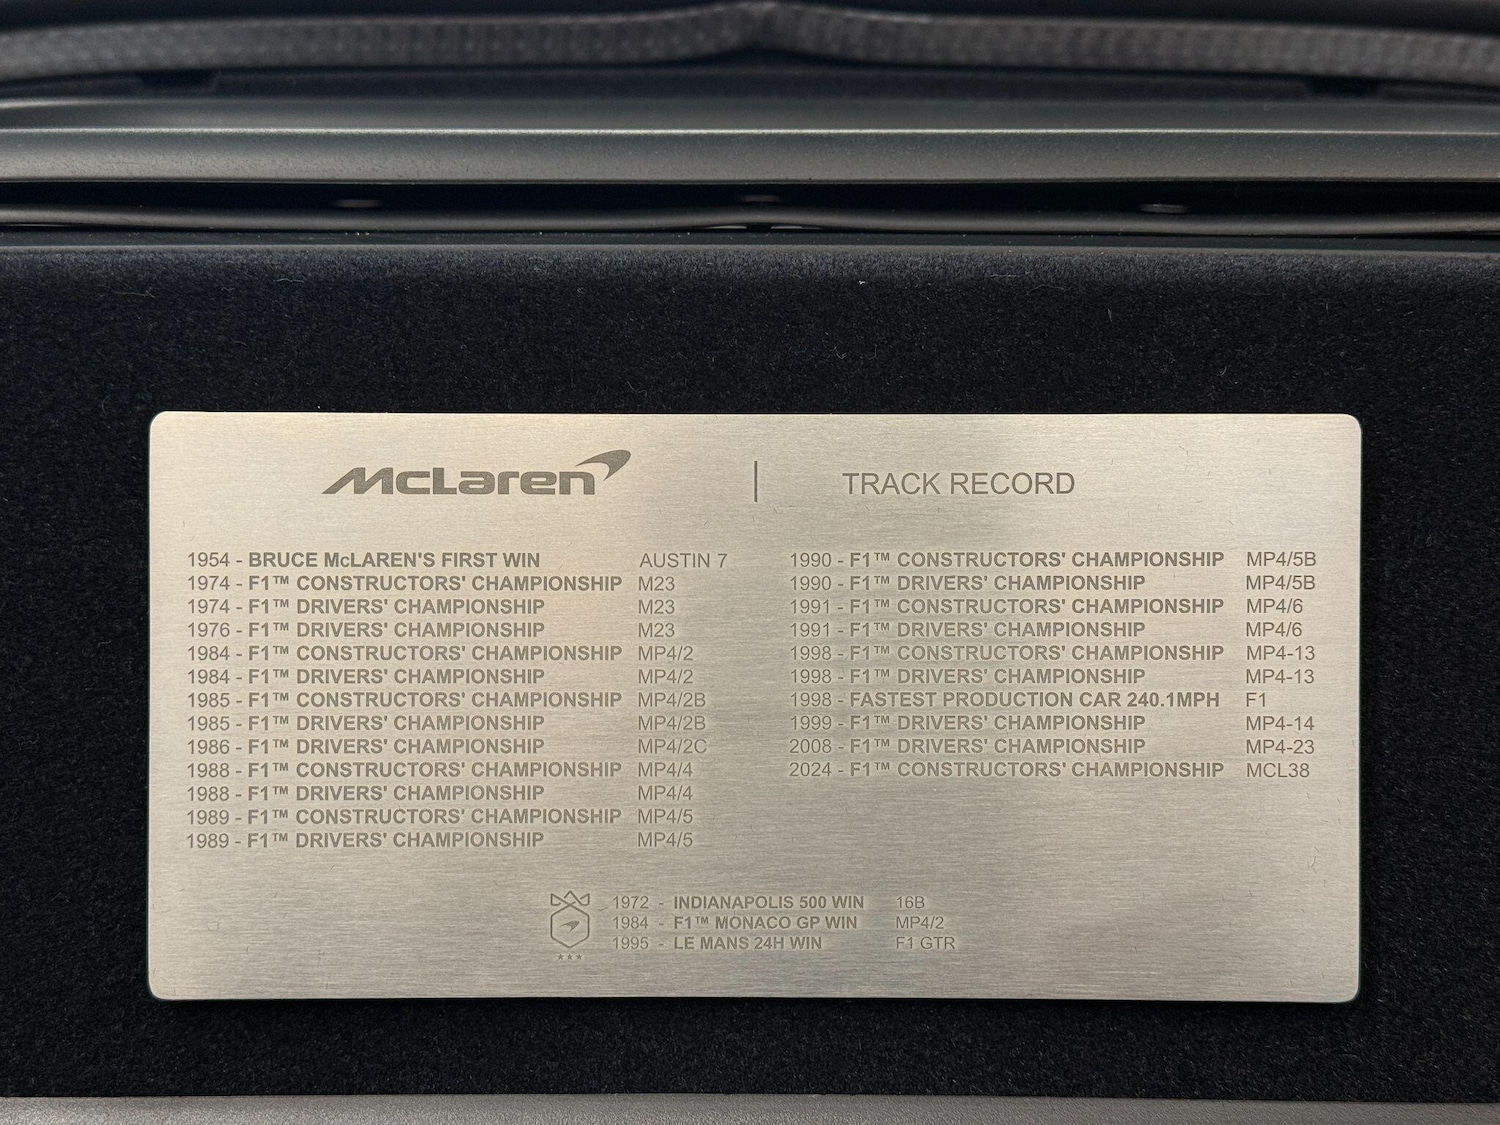 McLaren | TRACK RECORD
1954 - BRUCE McLAREN'S FIRST WIN AUSTIN 7
1974 - F1™ CONSTRUCTORS' CHAMPIONSHIP M23
1974 - F1™ DRIVERS' CHAMPIONSHIP M23
1976 - F1™ DRIVERS' CHAMPIONSHIP M23
1984 - F1™ CONSTRUCTORS' CHAMPIONSHIP MP4/2
1984 - F1™ DRIVERS' CHAMPIONSHIP MP4/2
1985 - F1™ CONSTRUCTORS' CHAMPIONSHIP MP4/2B
1985 - F1™ DRIVERS' CHAMPIONSHIP MP4/2B
1986 - F1™ DRIVERS' CHAMPIONSHIP MP4/2C
1988 - F1™ CONSTRUCTORS' CHAMPIONSHIP MP4/4
1988 - F1™ DRIVERS' CHAMPIONSHIP MP4/4
1989 - F1™ CONSTRUCTORS' CHAMPIONSHIP MP4/5
1989 - F1™ DRIVERS' CHAMPIONSHIP MP4/5
1990 - F1™ CONSTRUCTORS' CHAMPIONSHIP MP4/5B
1990 - F1™ DRIVERS' CHAMPIONSHIP MP4/5B
1991 - F1™ CONSTRUCTORS' CHAMPIONSHIP MP4/6
1991 - F1™ DRIVERS' CHAMPIONSHIP MP4/6
1998 - F1™ CONSTRUCTORS' CHAMPIONSHIP MP4-13
1998 - F1™ DRIVERS' CHAMPIONSHIP MP4-13
1998 - FASTEST PRODUCTION CAR 240.1MPH F1
1999 - F1™ DRIVERS' CHAMPIONSHIP MP4-14
2008 - F1™ DRIVERS' CHAMPIONSHIP MP4-23
2024 - F1™ CONSTRUCTORS' CHAMPIONSHIP MCL38
1972 - INDIANAPOLIS 500 WIN 16B
1984 - F1™ MONACO GP WIN MP4/2
1995 - LE MANS 24H WIN F1 GTR